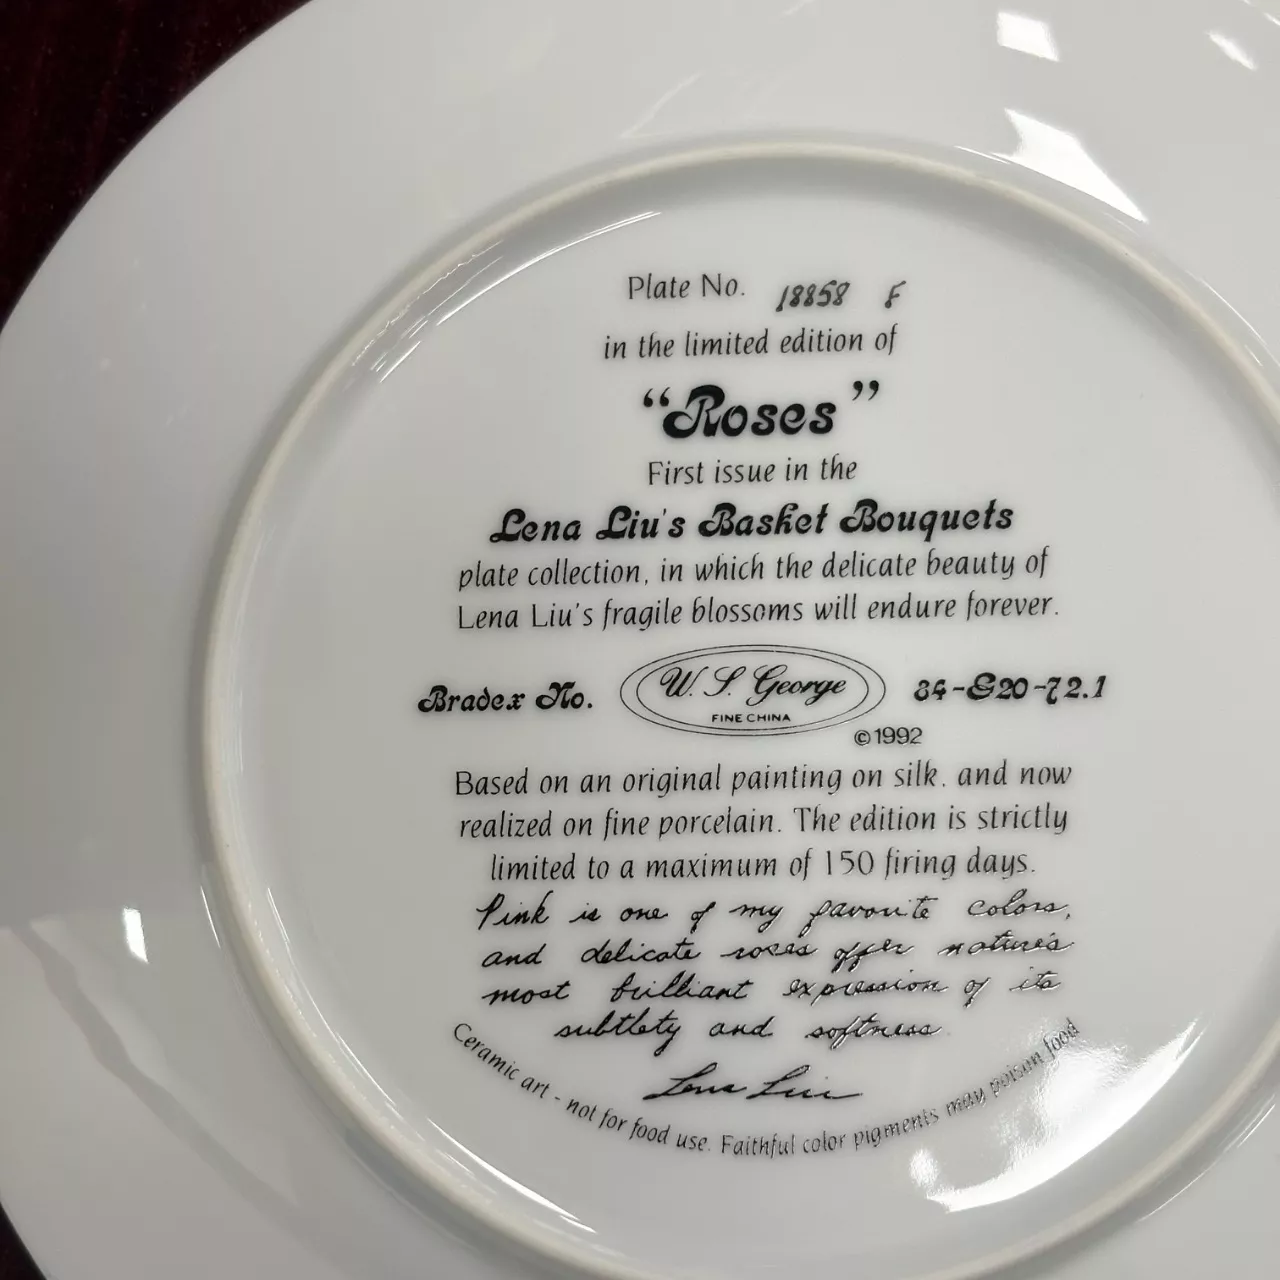 Plate No. 18858 F
in the limited edition of
“Roses”
First issue in the
Lena Liu's Basket Bouquets
plate collection, in which the delicate beauty of
Lena Liu's fragile blossoms will endure forever.
Bradex No. W. S. George 84-G20-72.1
FINE CHINA
©1992
Based on an original painting on silk, and now
realized on fine porcelain. The edition is strictly
limited to a maximum of 150 firing days.
Pink is one of my favorite colors,
and delicate roses offer nature's
most brilliant expression of its
subtlety and softness.
Lena Liu
Ceramic art - not for food use. Faithful color pigments may poison food